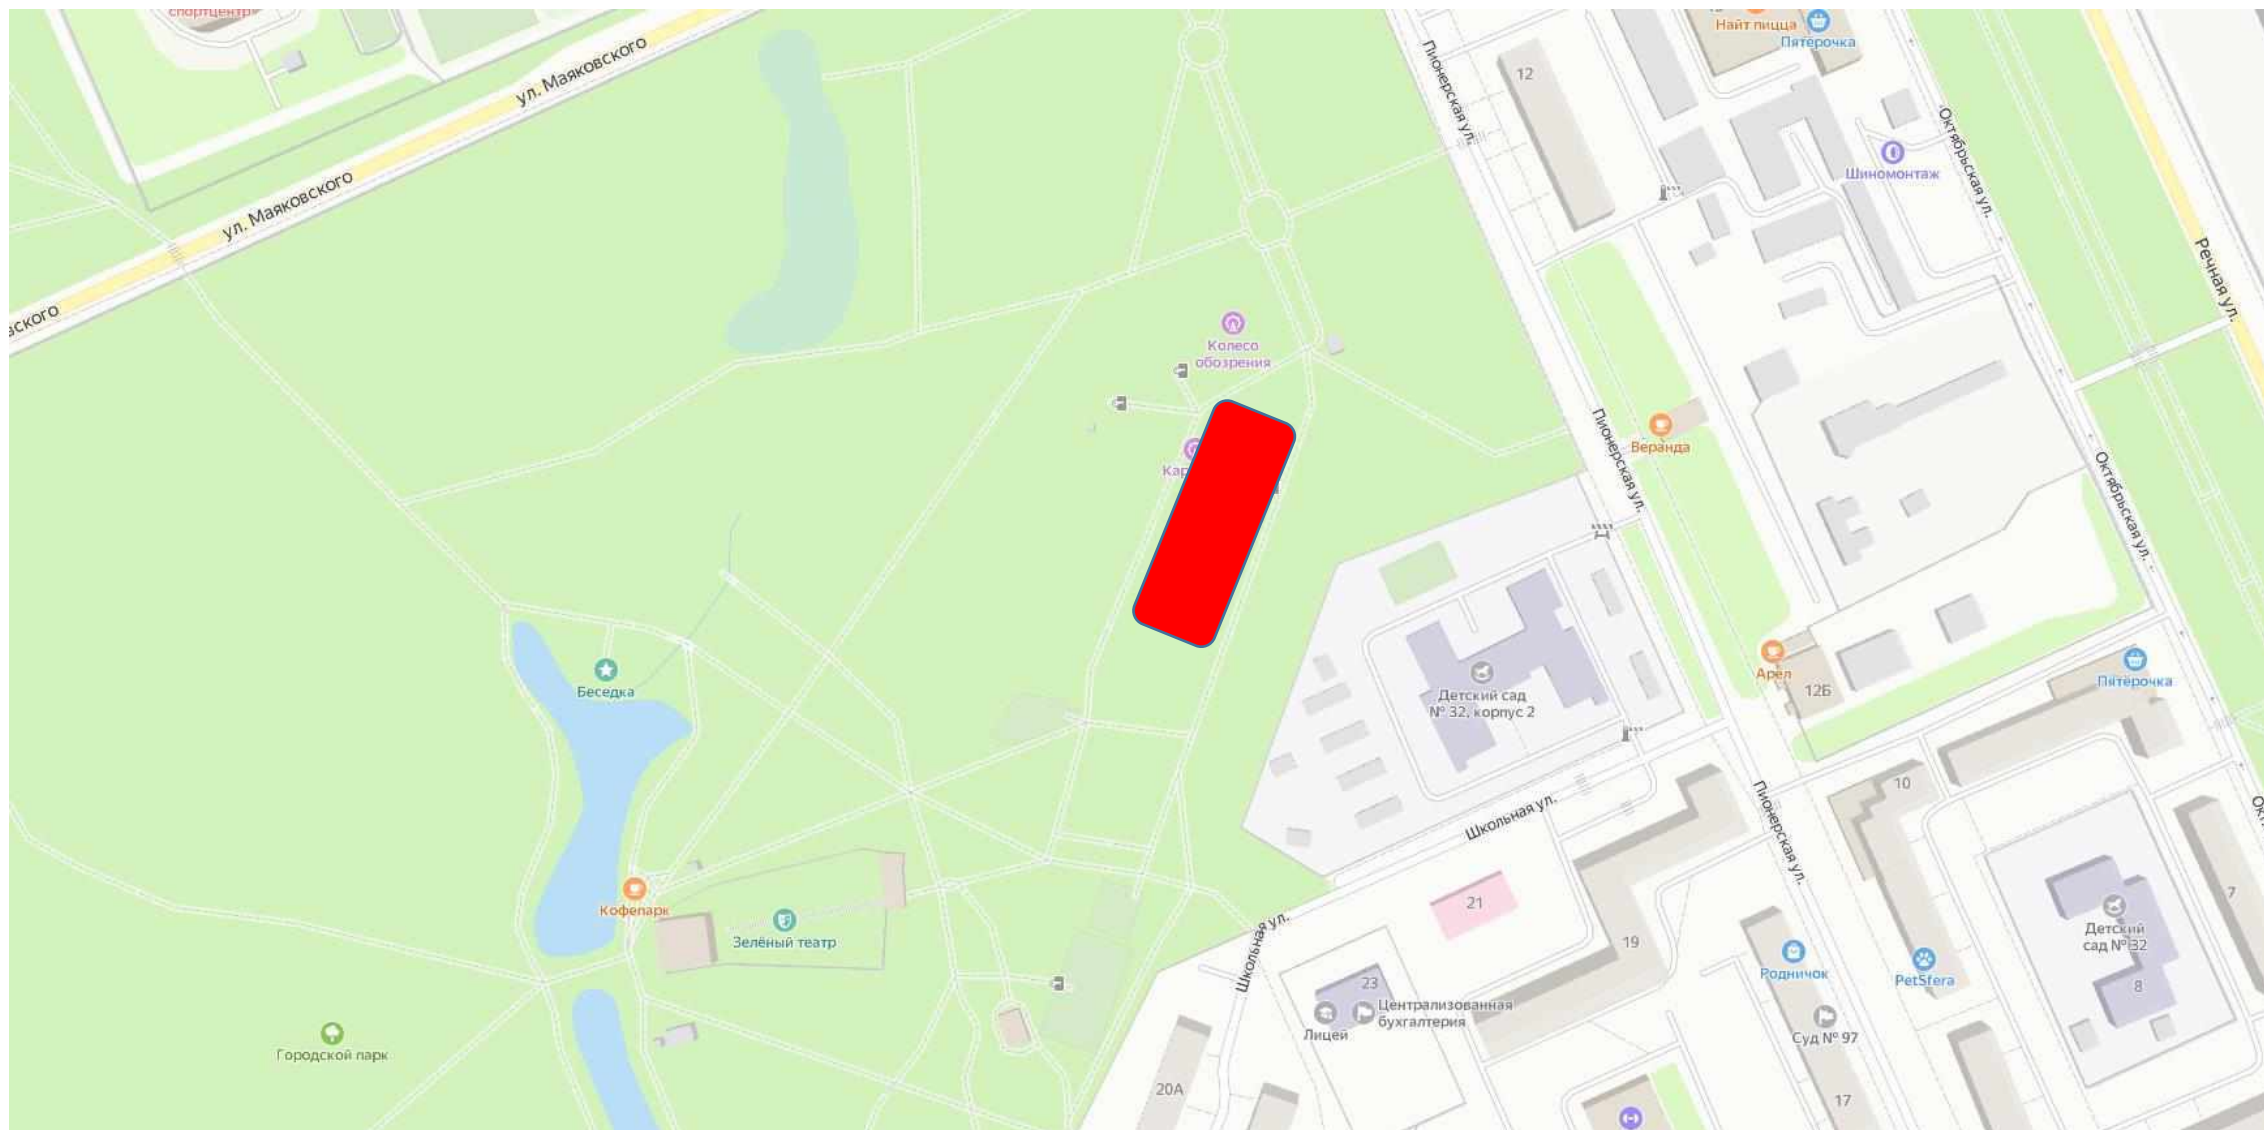 спортцентр
ул. Маяковского
ул. Маяковского
вского
Пионерская ул.
12
Найт пицца
Пятёрочка
Октябрьская ул.
Шиномонтаж
Речная ул.
Колесо
обозрения
Кар
Пионерская ул.
Веранда
Октябрьская ул.
Беседка
Детский сад
№ 32, корпус 2
Арел
12Б
Пятёрочка
Школьная ул.
Пионерская ул.
10
Окт
Кофепарк
Зелёный театр
Школьная ул.
21
19
7
Детский
сад № 32
8
Родничок
PetSfera
23
Централизованная
бухгалтерия
Лицей
Суд № 97
Городской парк
20А
17